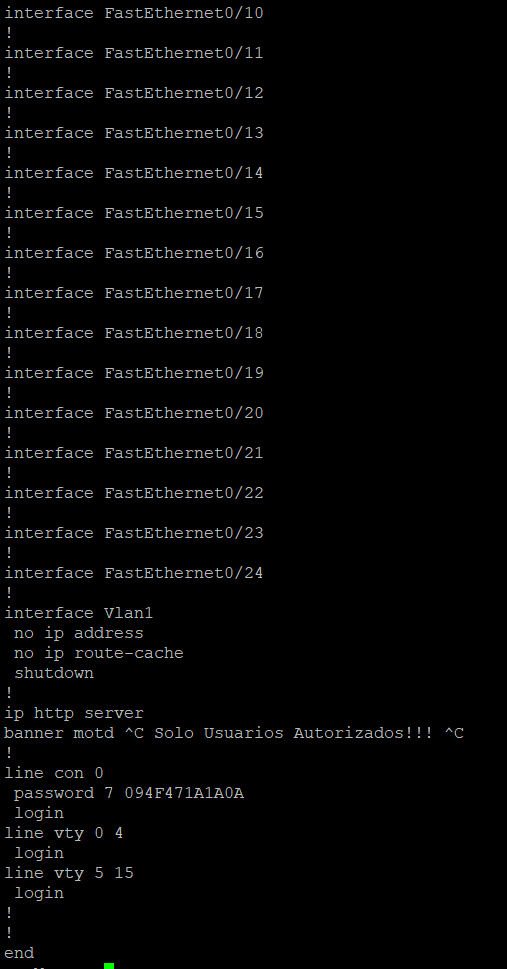 interface FastEthernet0/10
!
interface FastEthernet0/11
!
interface FastEthernet0/12
!
interface FastEthernet0/13
!
interface FastEthernet0/14
!
interface FastEthernet0/15
!
interface FastEthernet0/16
!
interface FastEthernet0/17
!
interface FastEthernet0/18
!
interface FastEthernet0/19
!
interface FastEthernet0/20
!
interface FastEthernet0/21
!
interface FastEthernet0/22
!
interface FastEthernet0/23
!
interface FastEthernet0/24
!
interface Vlan1
 no ip address
 no ip route-cache
 shutdown
!
ip http server
banner motd ^C Solo Usuarios Autorizados!!! ^C
!
line con 0
 password 7 094F471A1A0A
 login
line vty 0 4
 login
line vty 5 15
 login
!
!
end